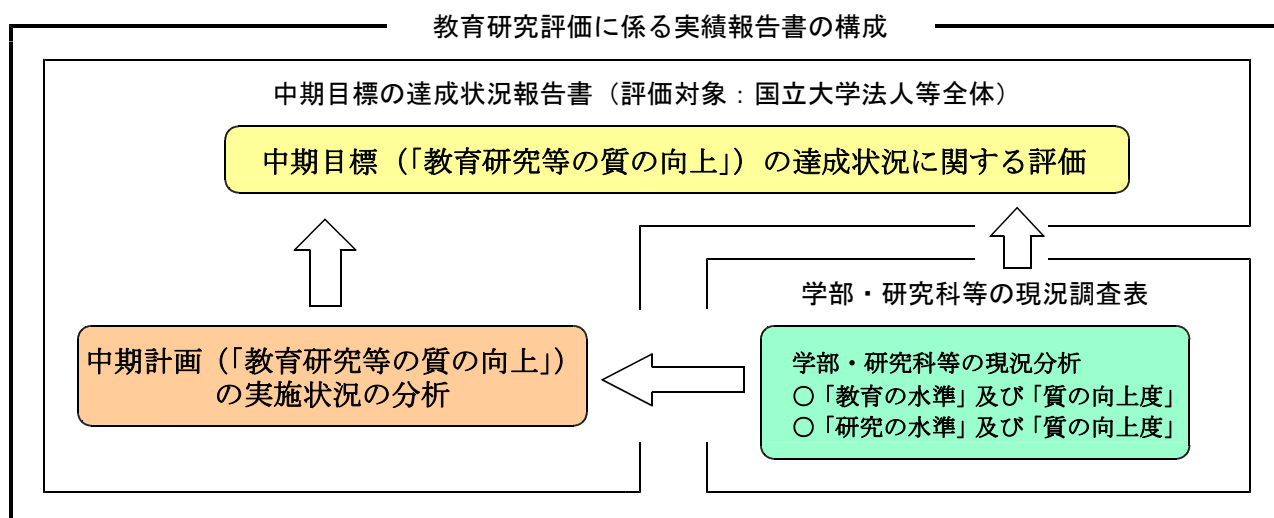 教育研究評価に係る実績報告書の構成
中期目標の達成状況報告書（評価対象：国立大学法人等全体）
中期目標（「教育研究等の質の向上」）の達成状況に関する評価
学部・研究科等の現況調査表
中期計画（「教育研究等の質の向上」）
の実施状況の分析
学部・研究科等の現況分析
○「教育の水準」及び「質の向上度」
○「研究の水準」及び「質の向上度」